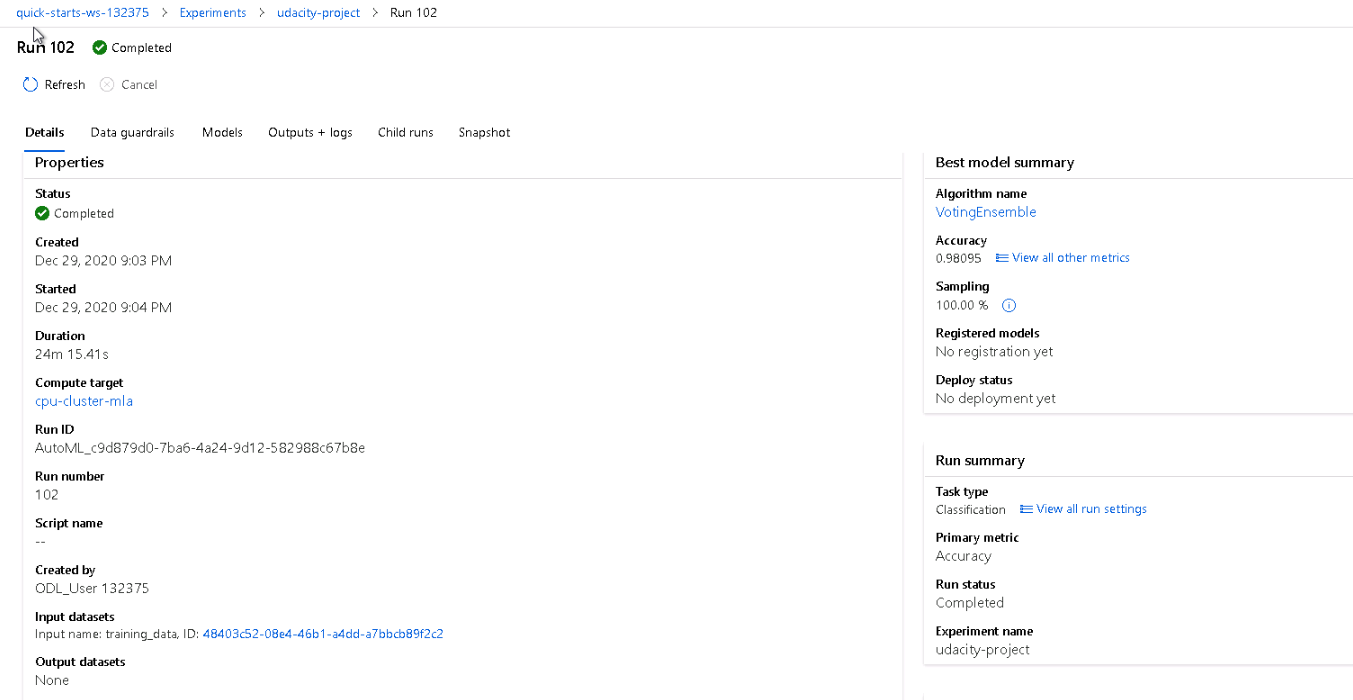 quick-starts-ws-132375 > Experiments > udacity-project > Run 102
Run 102 Completed
Refresh Cancel
Details Data guardrails Models Outputs + logs Child runs Snapshot
Properties
Status
Completed
Created
Dec 29, 2020 9:03 PM
Started
Dec 29, 2020 9:04 PM
Duration
24m 15.41s
Compute target
cpu-cluster-mla
Run ID
AutoML_c9d879d0-7ba6-4a24-9d12-582988c67b8e
Run number
102
Script name
--
Created by
ODL_User 132375
Input datasets
Input name: training_data, ID: 48403c52-08e4-46b1-a4dd-a7bbcb89f2c2
Output datasets
None
Best model summary
Algorithm name
VotingEnsemble
Accuracy
0.98095 View all other metrics
Sampling
100.00 %
Registered models
No registration yet
Deploy status
No deployment yet
Run summary
Task type
Classification View all run settings
Primary metric
Accuracy
Run status
Completed
Experiment name
udacity-project